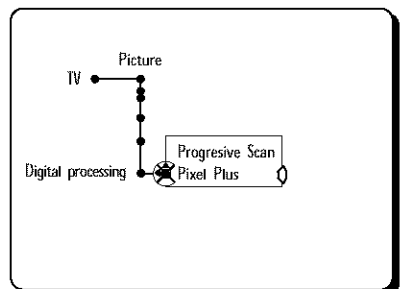 Picture
TV
Progresive Scan
Digital processing
Pixel Plus